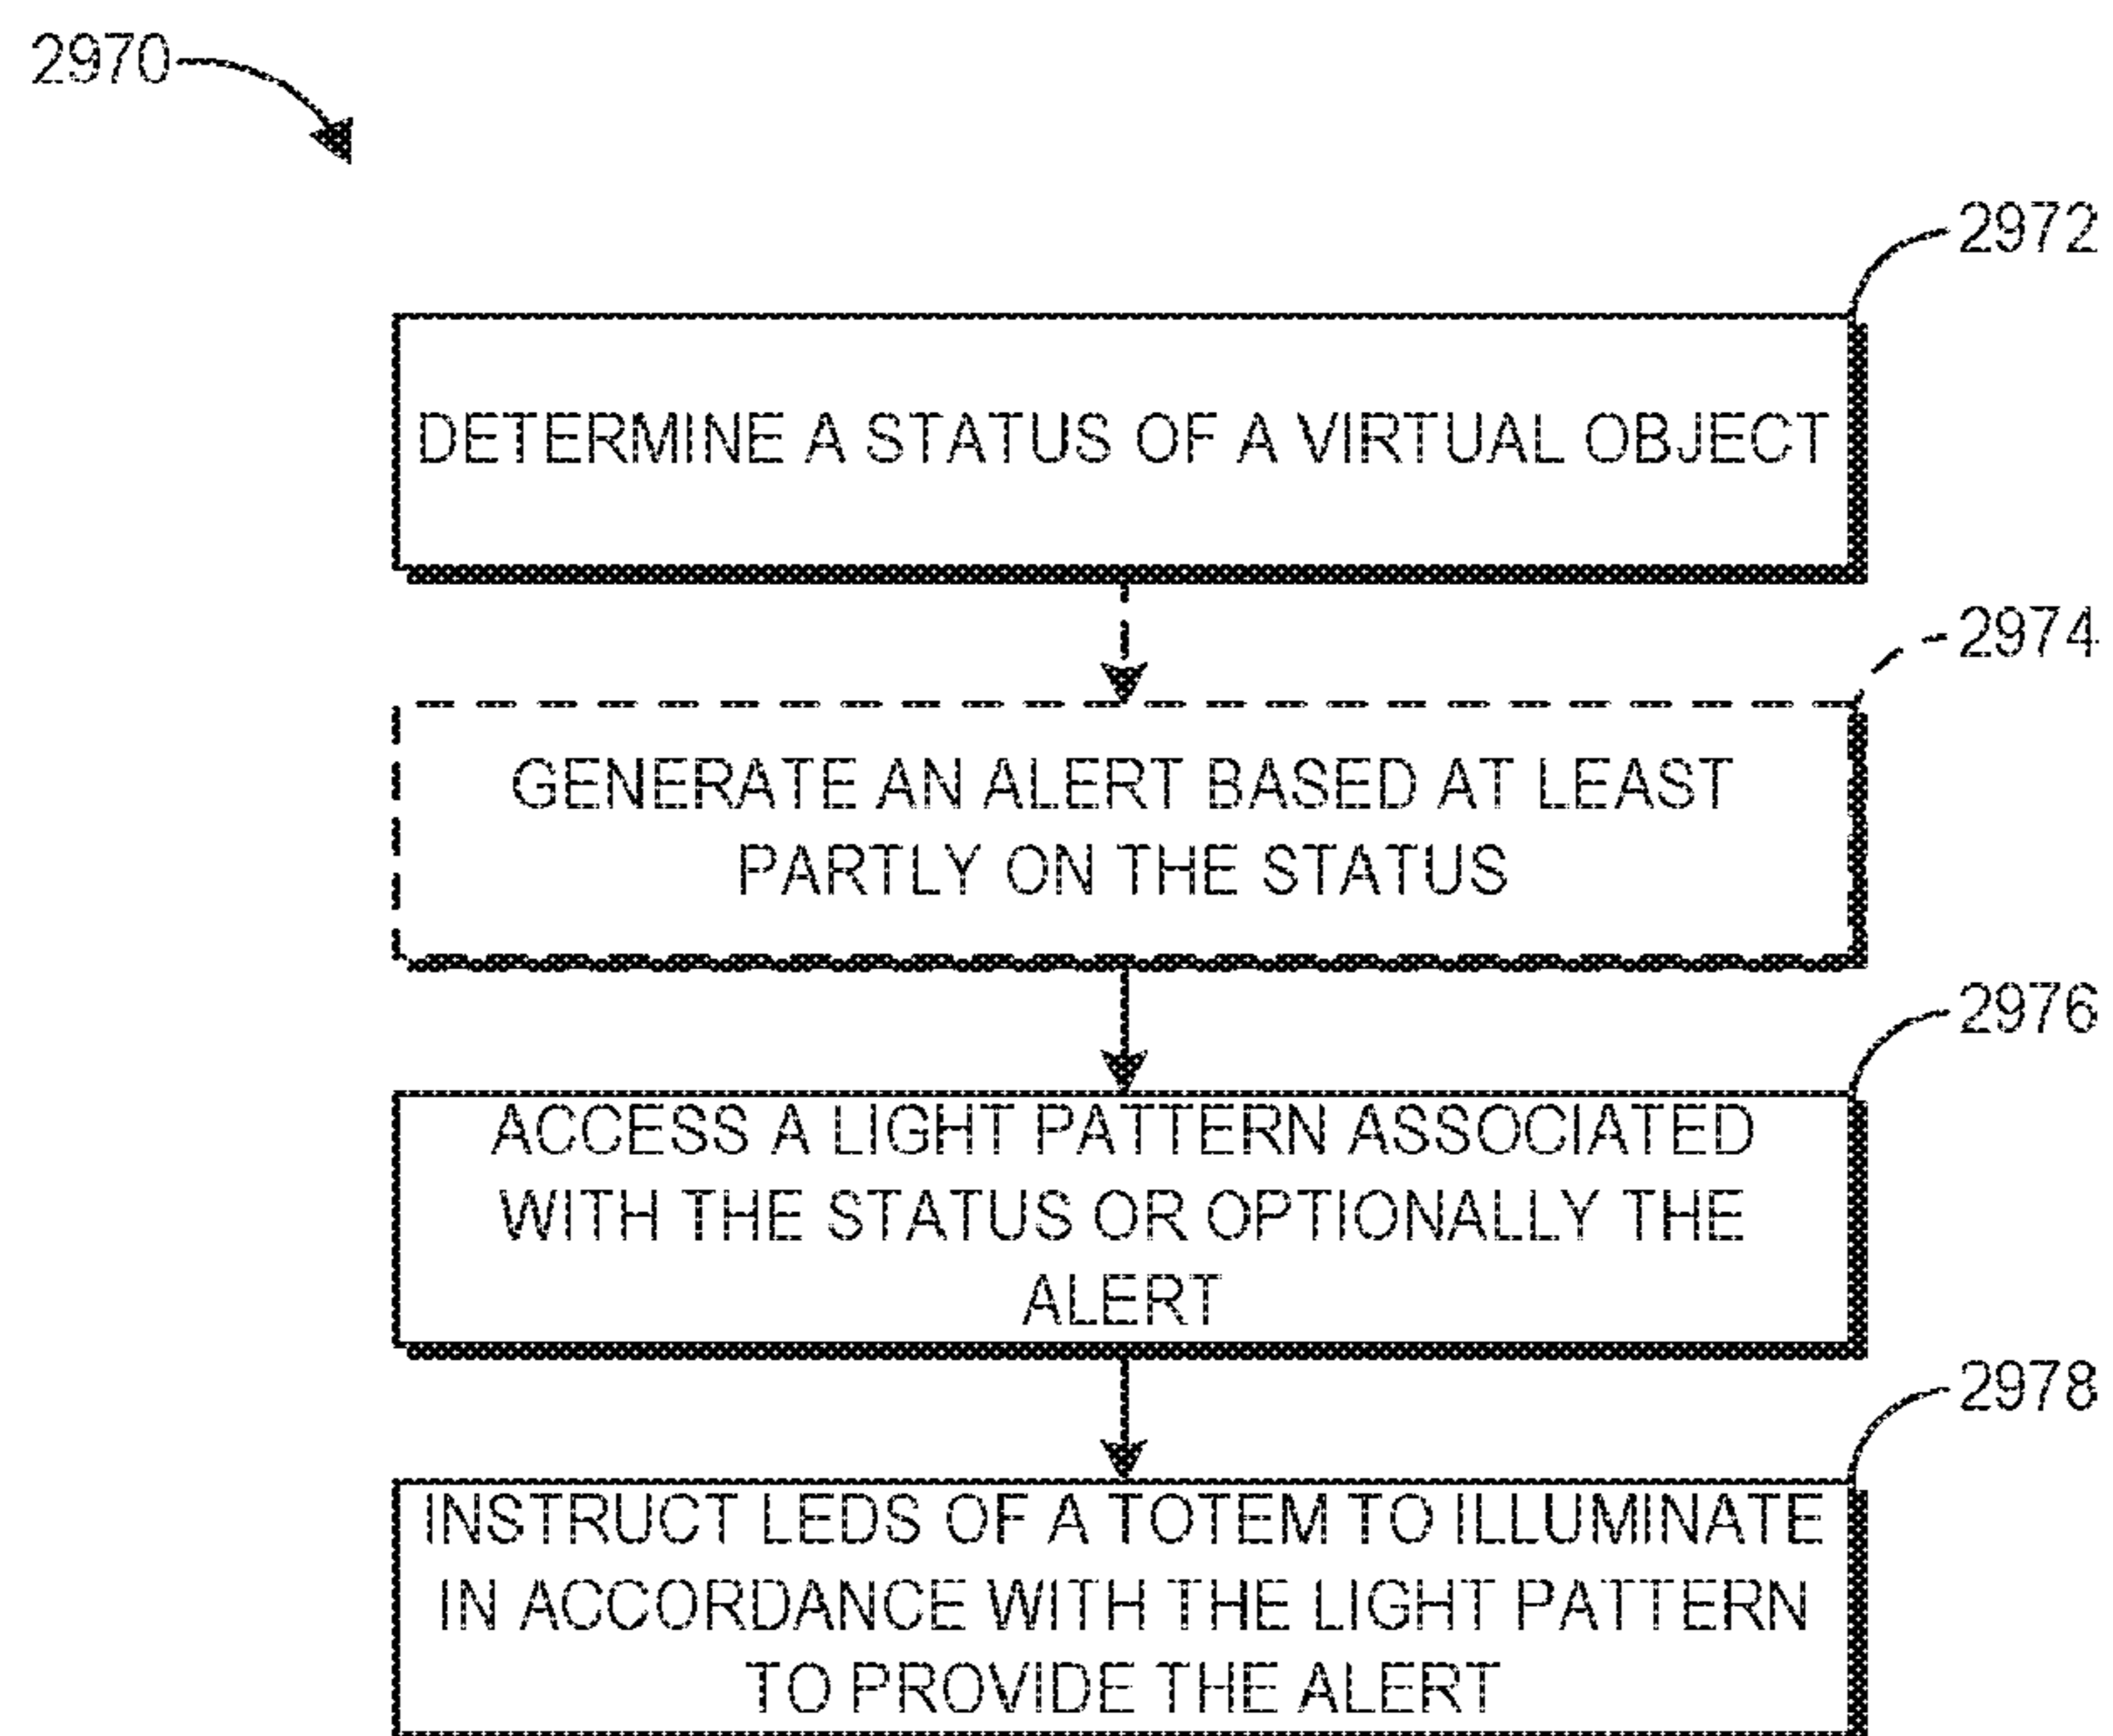 2970
2972
DETERMINE A STATUS OF A VIRTUAL OBJECT
2974
GENERATE AN ALERT BASED AT LEAST
PARTLY ON THE STATUS
2976
ACCESS A LIGHT PATTERN ASSOCIATED
WITH THE STATUS OR OPTIONALLY THE
ALERT
2978
INSTRUCT LEDS OF A TOTEM TO ILLUMINATE
IN ACCORDANCE WITH THE LIGHT PATTERN
TO PROVIDE THE ALERT